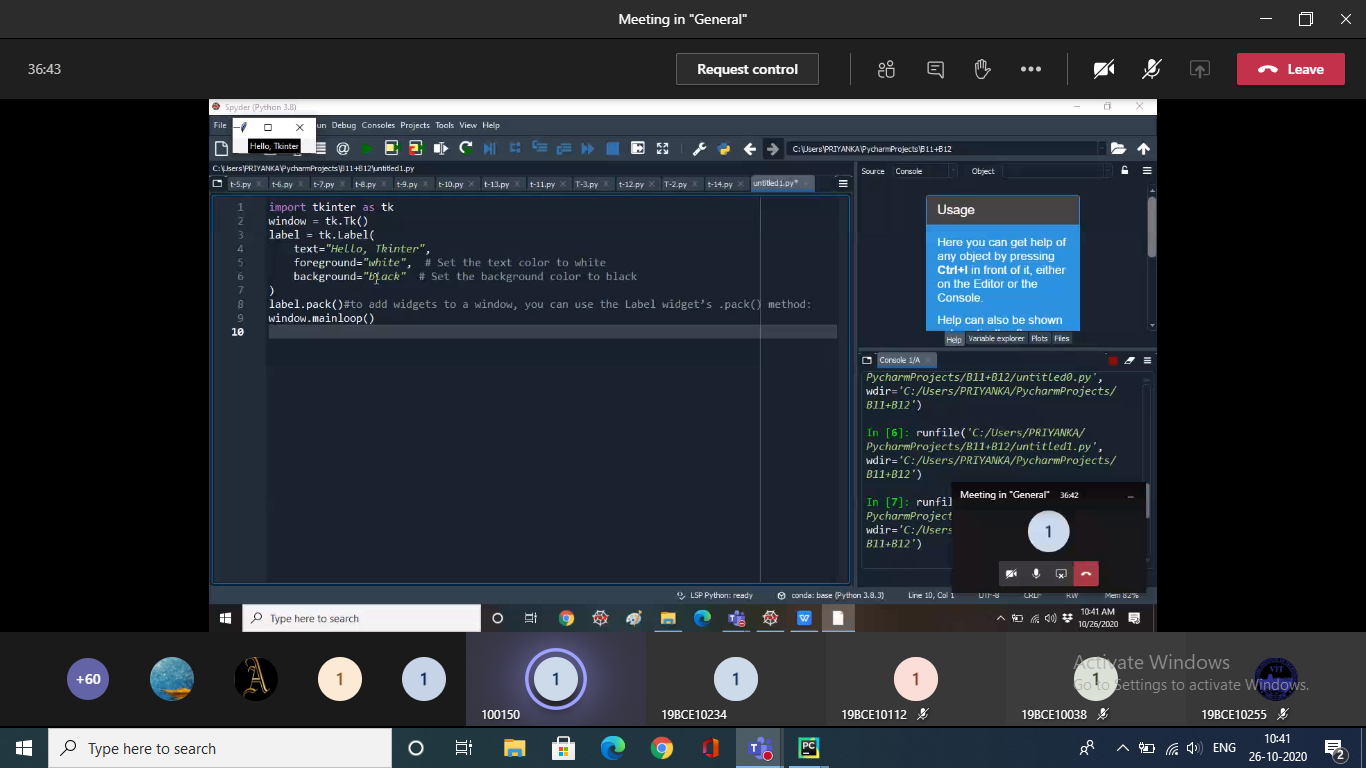 Meeting in "General"
36:43
Request control
Leave
Spyder (Python 3.8)
File
un Debug Consoles Projects Tools View Help
Hello, Tkinter
C:\Users\PRIYANKA\PycharmProjects\B11+B12
C:\Users\PRIYANKA\PycharmProjects\B11+B12\untitled1.py
t-5.py t-6.py t-7.py t-8.py t-9.py t-10.py t-13.py t-11.py T-3.py t-12.py T-2.py t-14.py untitled1.py*
1 import tkinter as tk
2 window = tk.Tk()
3 label = tk.Label(
4 text="Hello, Tkinter",
5 foreground="white", # Set the text color to white
6 background="black" # Set the background color to black
7 )
8 label.pack()#to add widgets to a window, you can use the Label widget's .pack() method:
9 window.mainloop()
10
Source Console Object
Usage
Here you can get help of
any object by pressing
Ctrl+I in front of it, either
on the Editor or the
Console.
Help can also be shown
Help Variable explorer Plots Files
Console 1/A
PycharmProjects/B11+B12/untitled0.py',
wdir='C:/Users/PRIYANKA/PycharmProjects/
B11+B12')
In [6]: runfile('C:/Users/PRIYANKA/
PycharmProjects/B11+B12/untitled1.py',
wdir='C:/Users/PRIYANKA/PycharmProjects/
B11+B12')
In [7]: runfil
PycharmProject
wdir='C:/Users
B11+B12')
Meeting in "General" 36:42
1
LSP Python: ready conda: base (Python 3.8.3) Line 10, Col 1 UTF-8 CRLF RW Mem 82%
Type here to search
10:41 AM
10/26/2020
+60
A
1
1
1
100150
1
19BCE10234
1
19BCE10112
1
19BCE10038
VIT
19BCE10255
Activate Windows
Go to Settings to activate Windows.
Type here to search
PC
ENG
10:41
26-10-2020
2